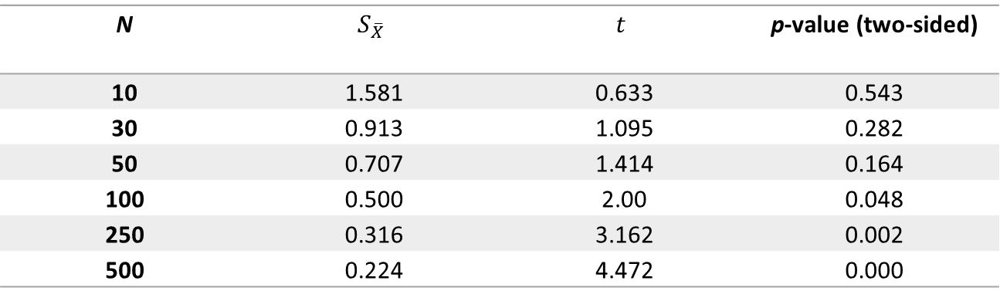 N S_X̄ t p-value (two-sided)
10 1.581 0.633 0.543
30 0.913 1.095 0.282
50 0.707 1.414 0.164
100 0.500 2.00 0.048
250 0.316 3.162 0.002
500 0.224 4.472 0.000